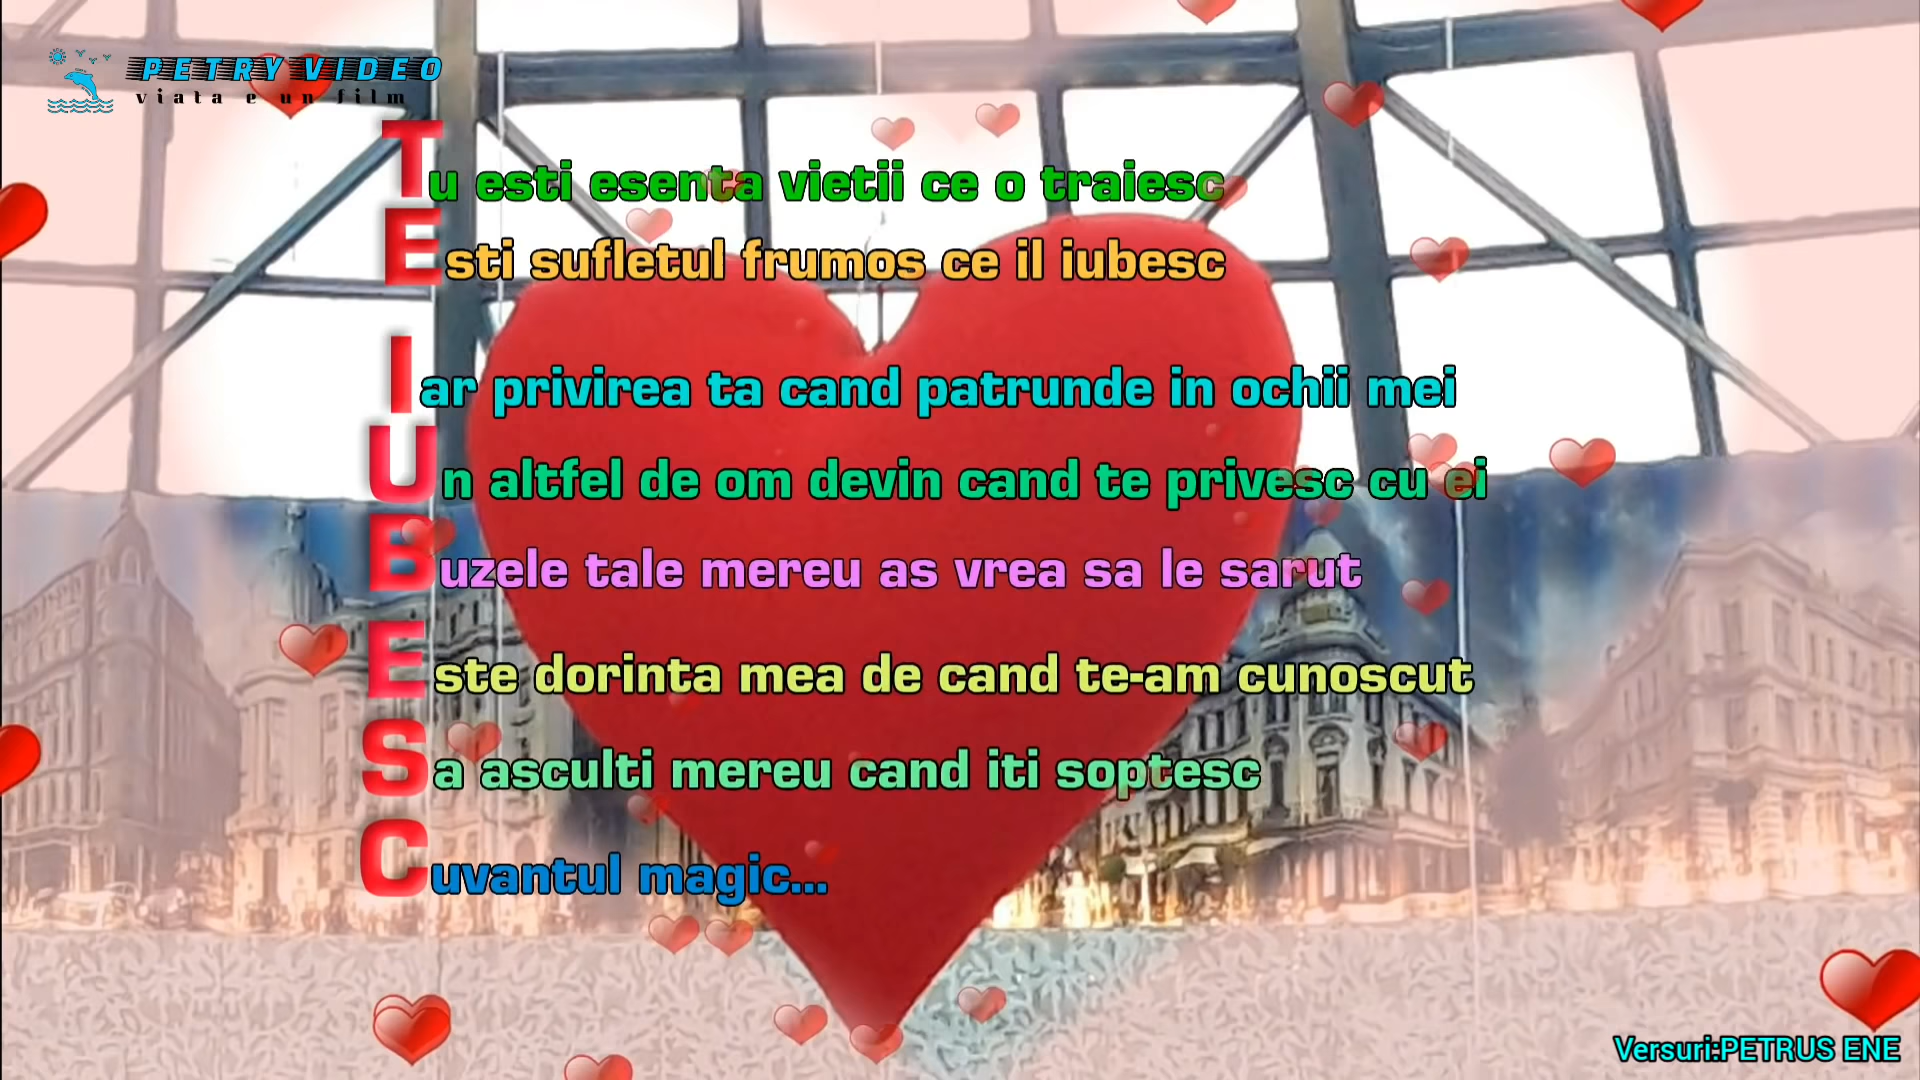 PETRY VIDEO
viata e un film
Tu esti esenta vietii ce o traiesc
Esti sufletul frumos ce il iubesc
Iar privirea ta cand patrunde in ochii mei
Un altfel de om devin cand te privesc cu ei
Buzele tale mereu as vrea sa le sarut
Este dorinta mea de cand te-am cunoscut
Sa asculti mereu cand iti soptesc
Cuvantul magic...
Versuri:PETRUS ENE